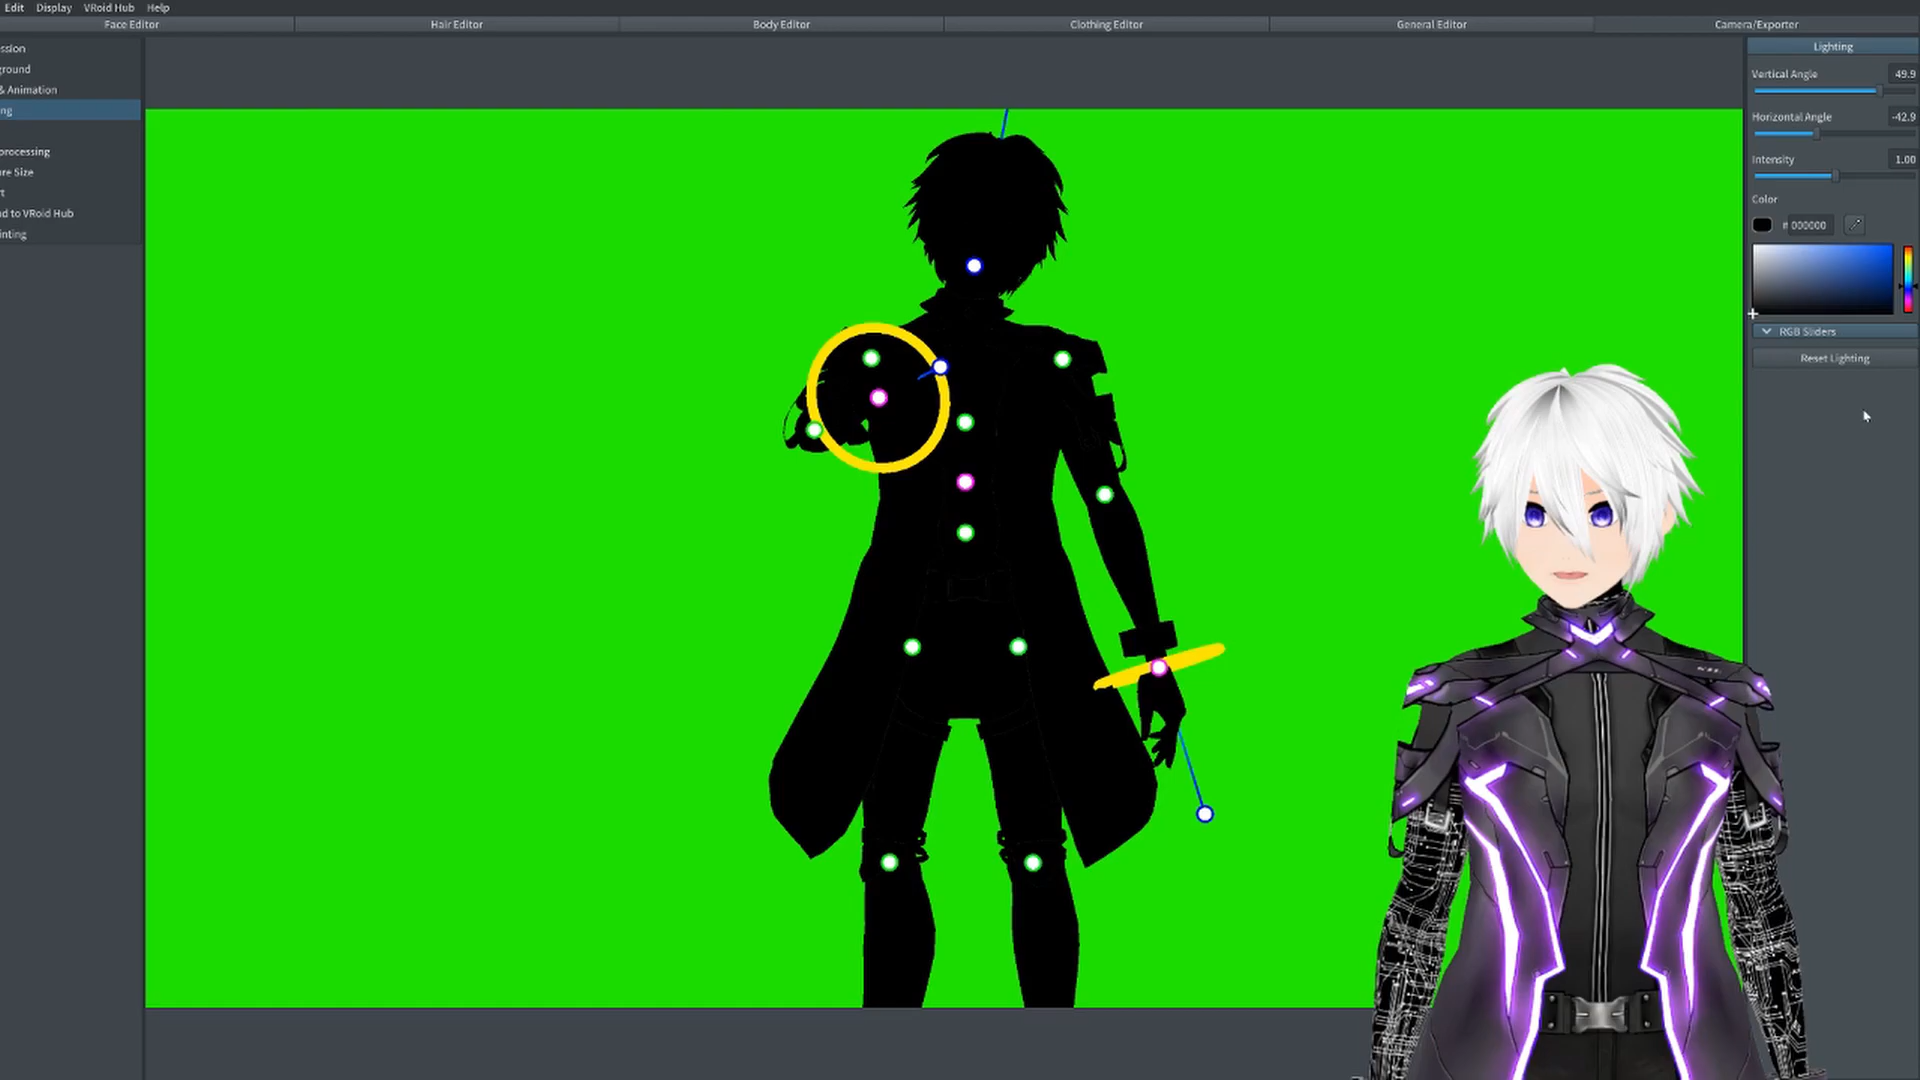 Edit Display VRoid Hub Help
Face Editor Hair Editor Body Editor Clothing Editor General Editor Camera/Exporter
ssion
round
& Animation
ng
processing
re Size
t
d to VRoid Hub
inting
Lighting
Vertical Angle 49.9
Horizontal Angle -42.9
Intensity 1.00
Color
# 000000
RGB Sliders
Reset Lighting